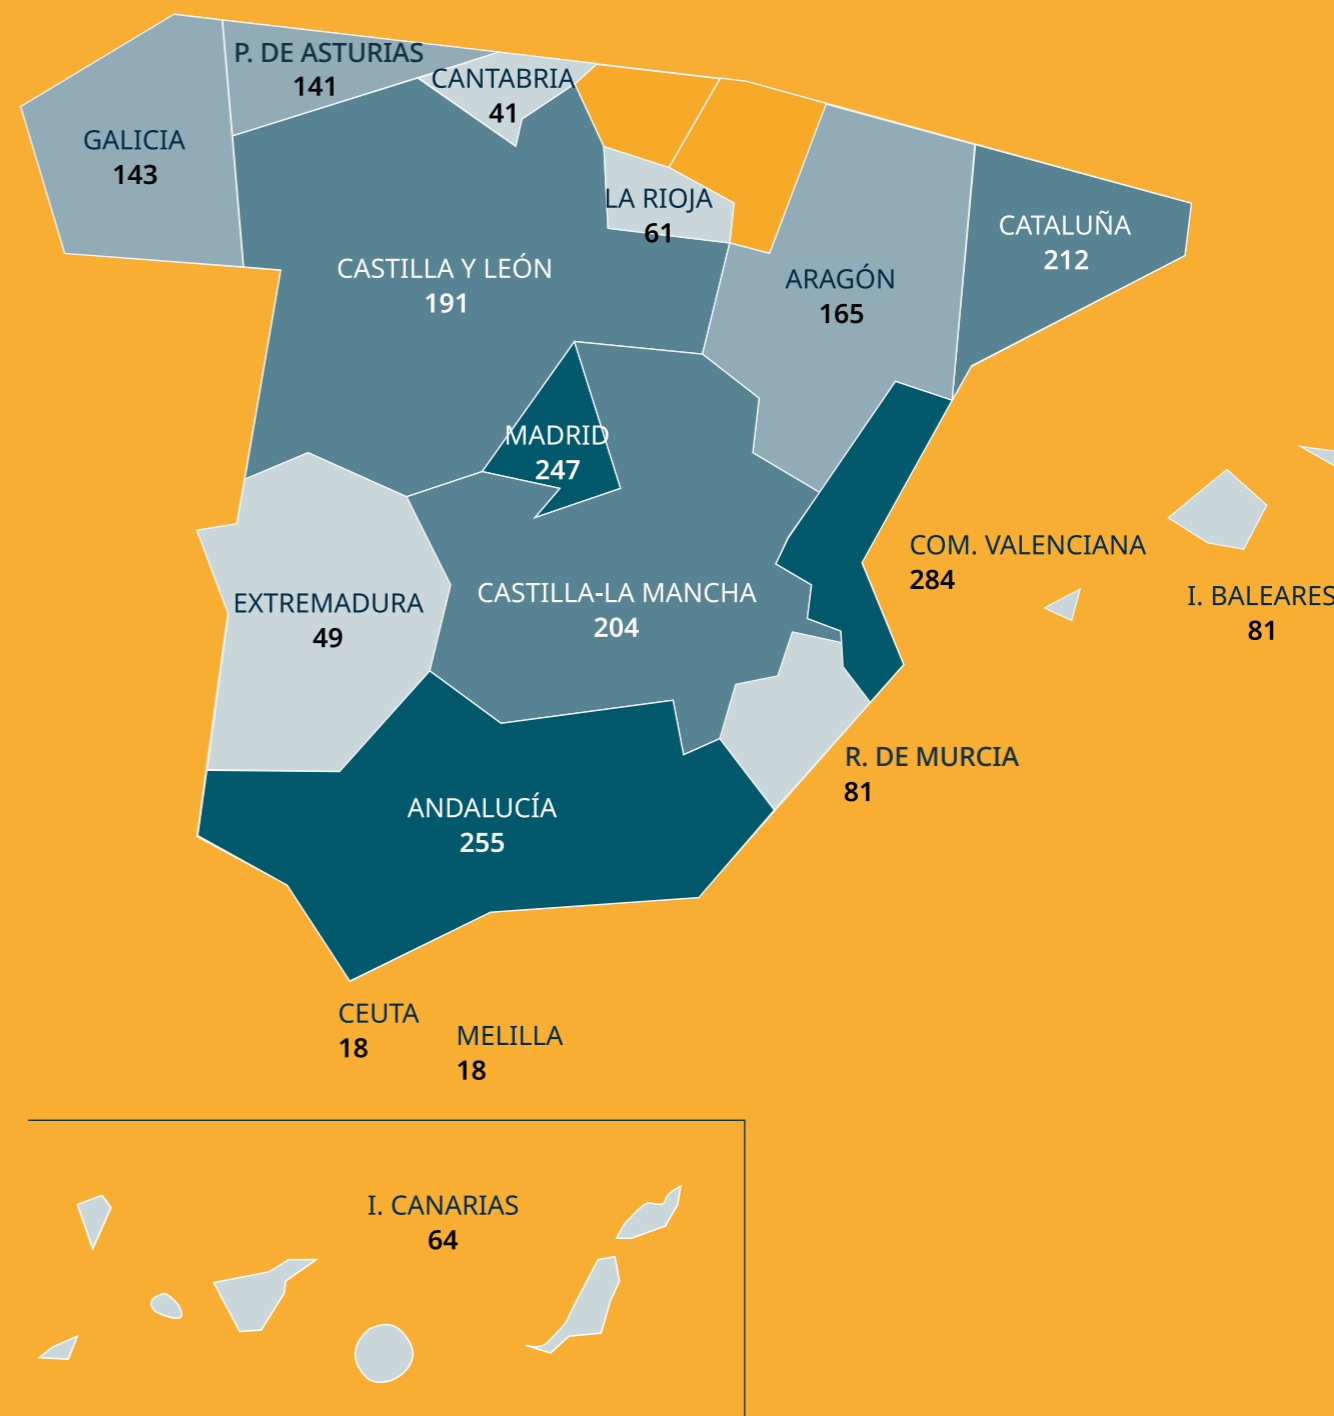 P. DE ASTURIAS
141
CANTABRIA
41
GALICIA
143
LA RIOJA
61
CATALUÑA
212
CASTILLA Y LEÓN
191
ARAGÓN
165
MADRID
247
COM. VALENCIANA
284
EXTREMADURA
49
CASTILLA-LA MANCHA
204
I. BALEARES
81
R. DE MURCIA
81
ANDALUCÍA
255
CEUTA
18
MELILLA
18
I. CANARIAS
64